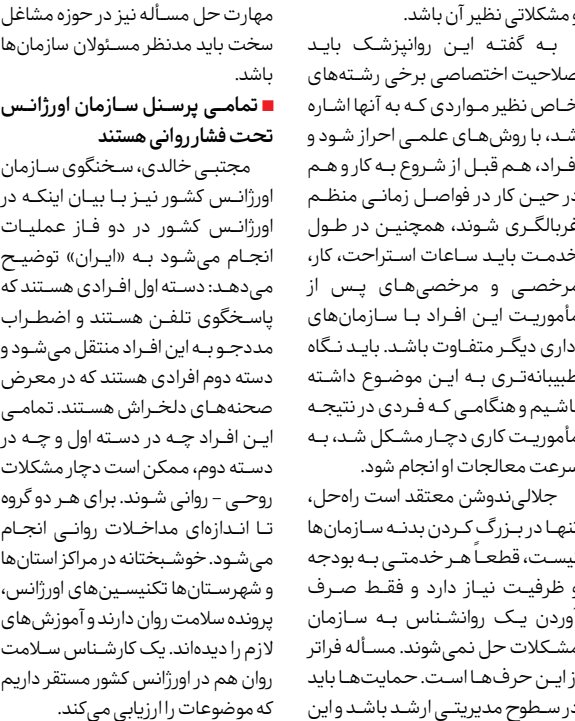 و مشکلاتی نظیر آن باشد.
به گفته این روانپزشک باید
صلاحیت اختصاصی برخی رشته‌های
خاص نظیر مواردی که به آنها اشاره
شد، با روش‌های علمی احراز شود و
افراد، هم قبل از شروع به کار و هم
در حین کار در فواصل زمانی منظم
غربالگری شوند، همچنین در طول
خدمت باید ساعات استراحت، کار،
مرخصی و مرخصی‌های پس از
مأموریت این افراد با سازمان‌های
اداری دیگر متفاوت باشد. باید نگاه
طبیبانه‌تری به این موضوع داشته
باشیم و هنگامی که فردی در نتیجه
مأموریت کاری دچار مشکل شد، به
سرعت معالجات او انجام شود.
جلالی‌ندوشن معتقد است راه‌حل،
تنها در بزرگ کردن بدنه سازمان‌ها
نیست، قطعاً هر خدمتی به بودجه
و ظرفیت نیاز دارد و فقط صرف
آوردن یک روانشناس به سازمان
مشکلات حل نمی‌شوند. مسأله فراتر
از این حرف‌ها است. حمایت‌ها باید
در سطوح مدیریتی ارشد باشد و این
مهارت حل مسأله نیز در حوزه مشاغل
سخت باید مدنظر مسئولان سازمان‌ها
باشد.
■ تمامی پرسنل سازمان اورژانس
تحت فشار روانی هستند
مجتبی خالدی، سخنگوی سازمان
اورژانس کشور نیز با بیان اینکه در
اورژانس کشور در دو فاز عملیات
انجام می‌شود به «ایران» توضیح
می‌دهد: دسته اول افرادی هستند که
پاسخگوی تلفن هستند و اضطراب
مددجو به این افراد منتقل می‌شود و
دسته دوم افرادی هستند که در معرض
صحنه‌های دلخراش هستند. تمامی
این افراد چه در دسته اول و چه در
دسته دوم، ممکن است دچار مشکلات
روحی – روانی شوند. برای هر دو گروه
تا اندازه‌ای مداخلات روانی انجام
می‌شود. خوشبختانه در مراکز استان‌ها
و شهرستان‌ها تکنیسین‌های اورژانس،
پرونده سلامت روان دارند و آموزش‌های
لازم را دیده‌اند. یک کارشناس سلامت
روان هم در اورژانس کشور مستقر داریم
که موضوعات را ارزیابی می‌کند.